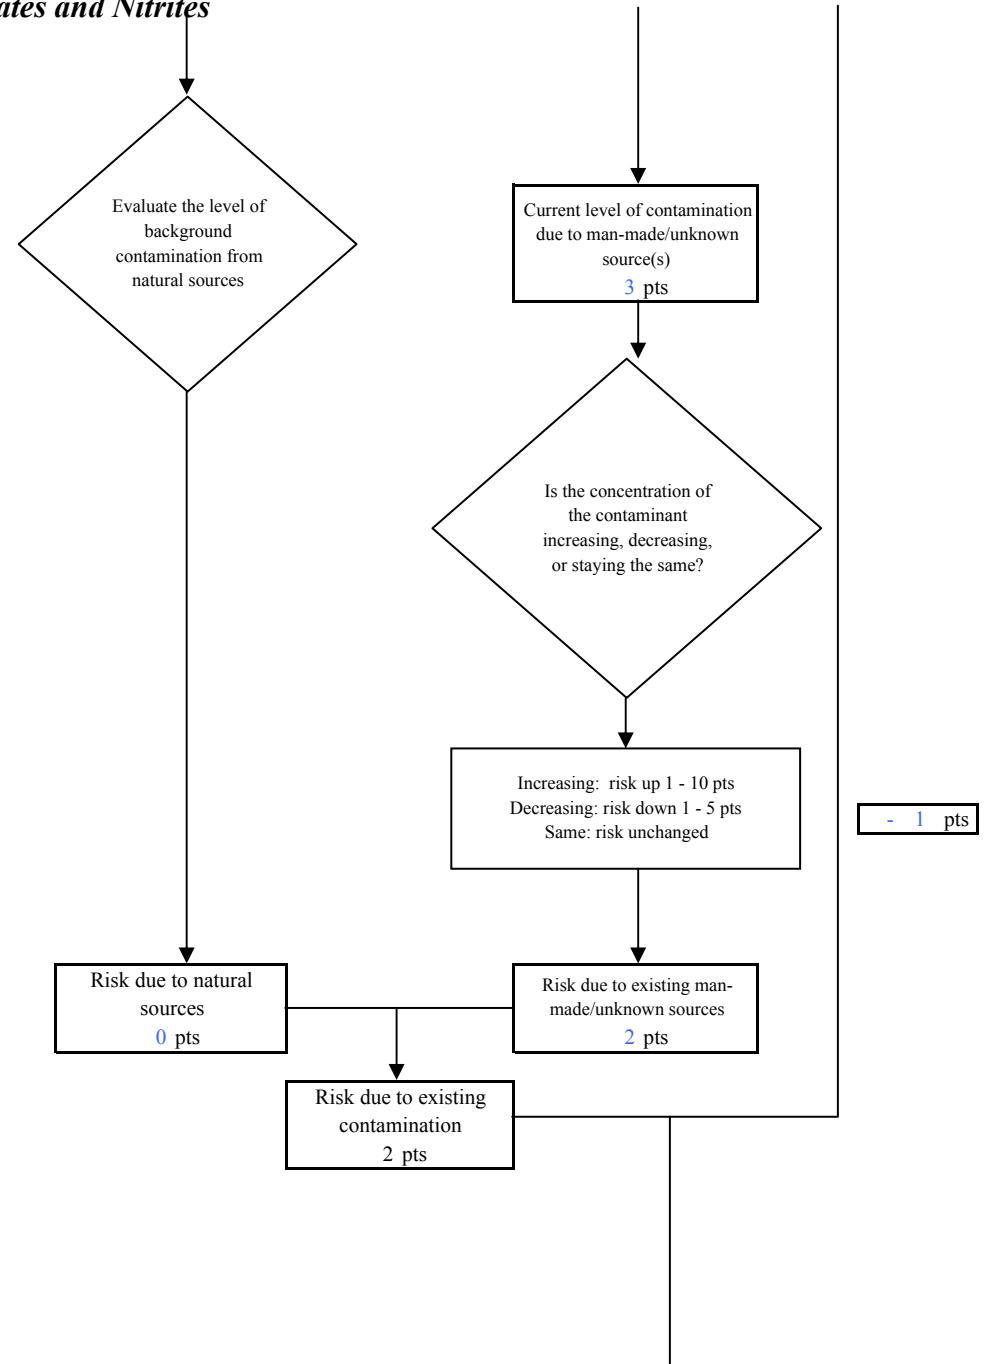 and Nitrites
Evaluate the level of
background
contamination from
natural sources
Current level of contamination
due to man-made/unknown
source(s)
3 pts
Is the concentration of
the contaminant
increasing, decreasing,
or staying the same?
Increasing: risk up 1 - 10 pts
Decreasing: risk down 1 - 5 pts
Same: risk unchanged
- 1 pts
Risk due to natural
sources
0 pts
Risk due to existing man-
made/unknown sources
2 pts
Risk due to existing
contamination
2 pts